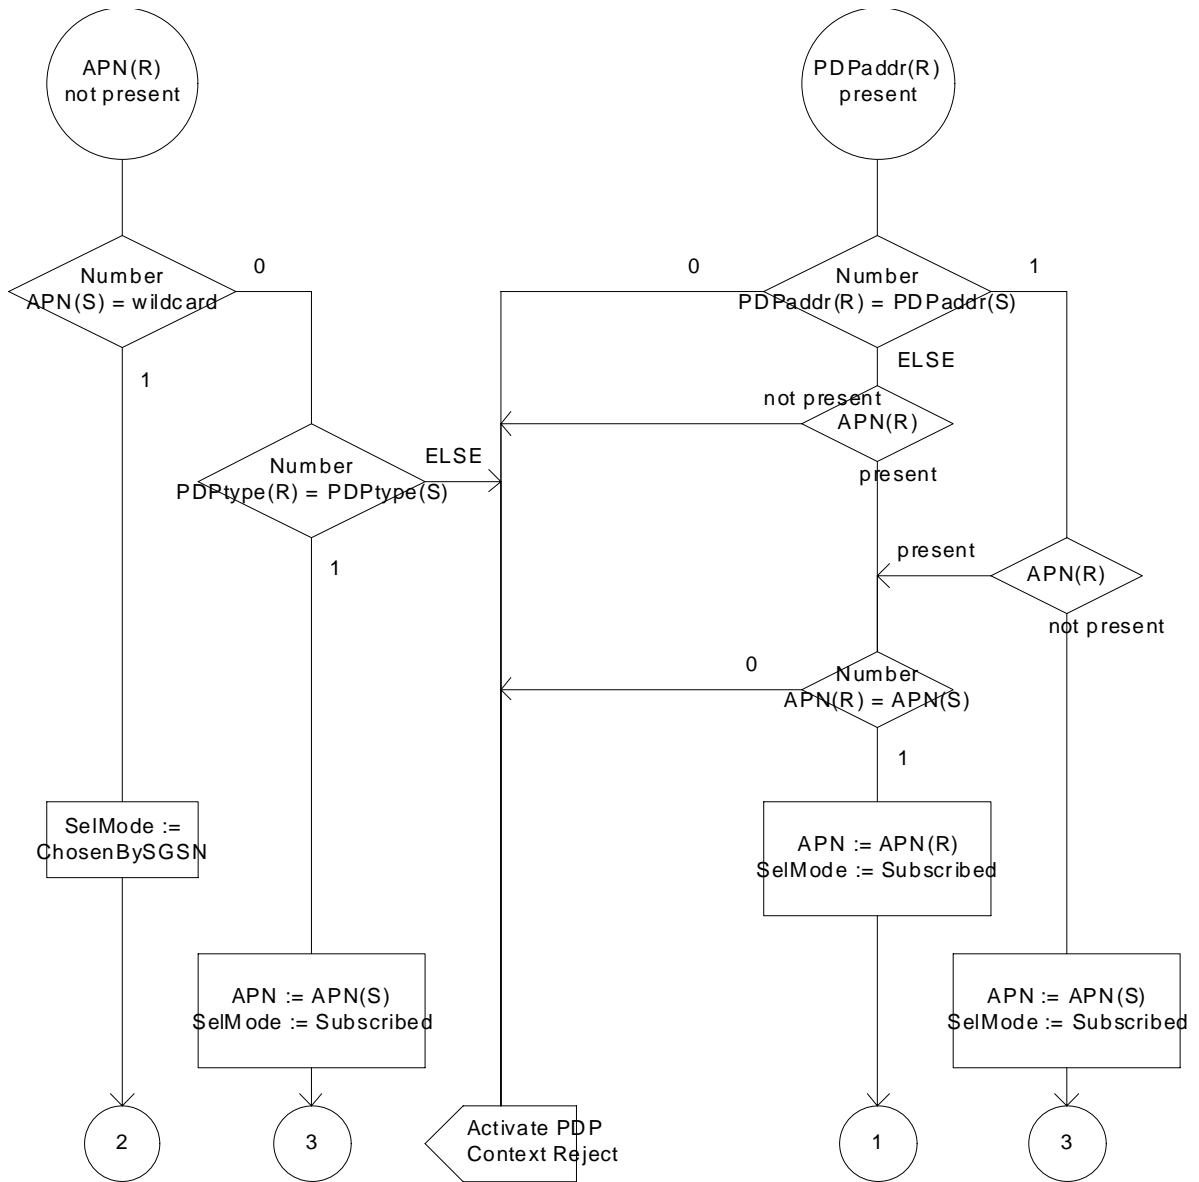 APN(R)
not present
PDPaddr(R)
present
0
Number
APN(S) = wildcard
1
0
Number
PDPaddr(R) = PDPaddr(S)
1
ELSE
not present
APN(R)
present
Number
PDPtype(R) = PDPtype(S)
ELSE
1
present
APN(R)
not present
0
Number
APN(R) = APN(S)
1
SelMode :=
ChosenBySGSN
APN := APN(R)
SelMode := Subscribed
APN := APN(S)
SelMode := Subscribed
APN := APN(S)
SelMode := Subscribed
2
3
Activate PDP
Context Reject
1
3